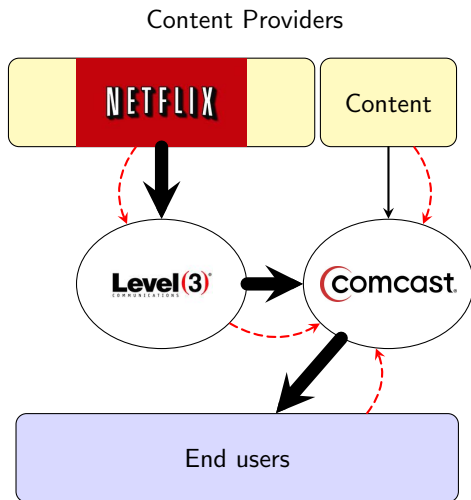 Content Providers
NETFLIX
Content
Level(3)®
COMMUNICATIONS
comcast®
End users